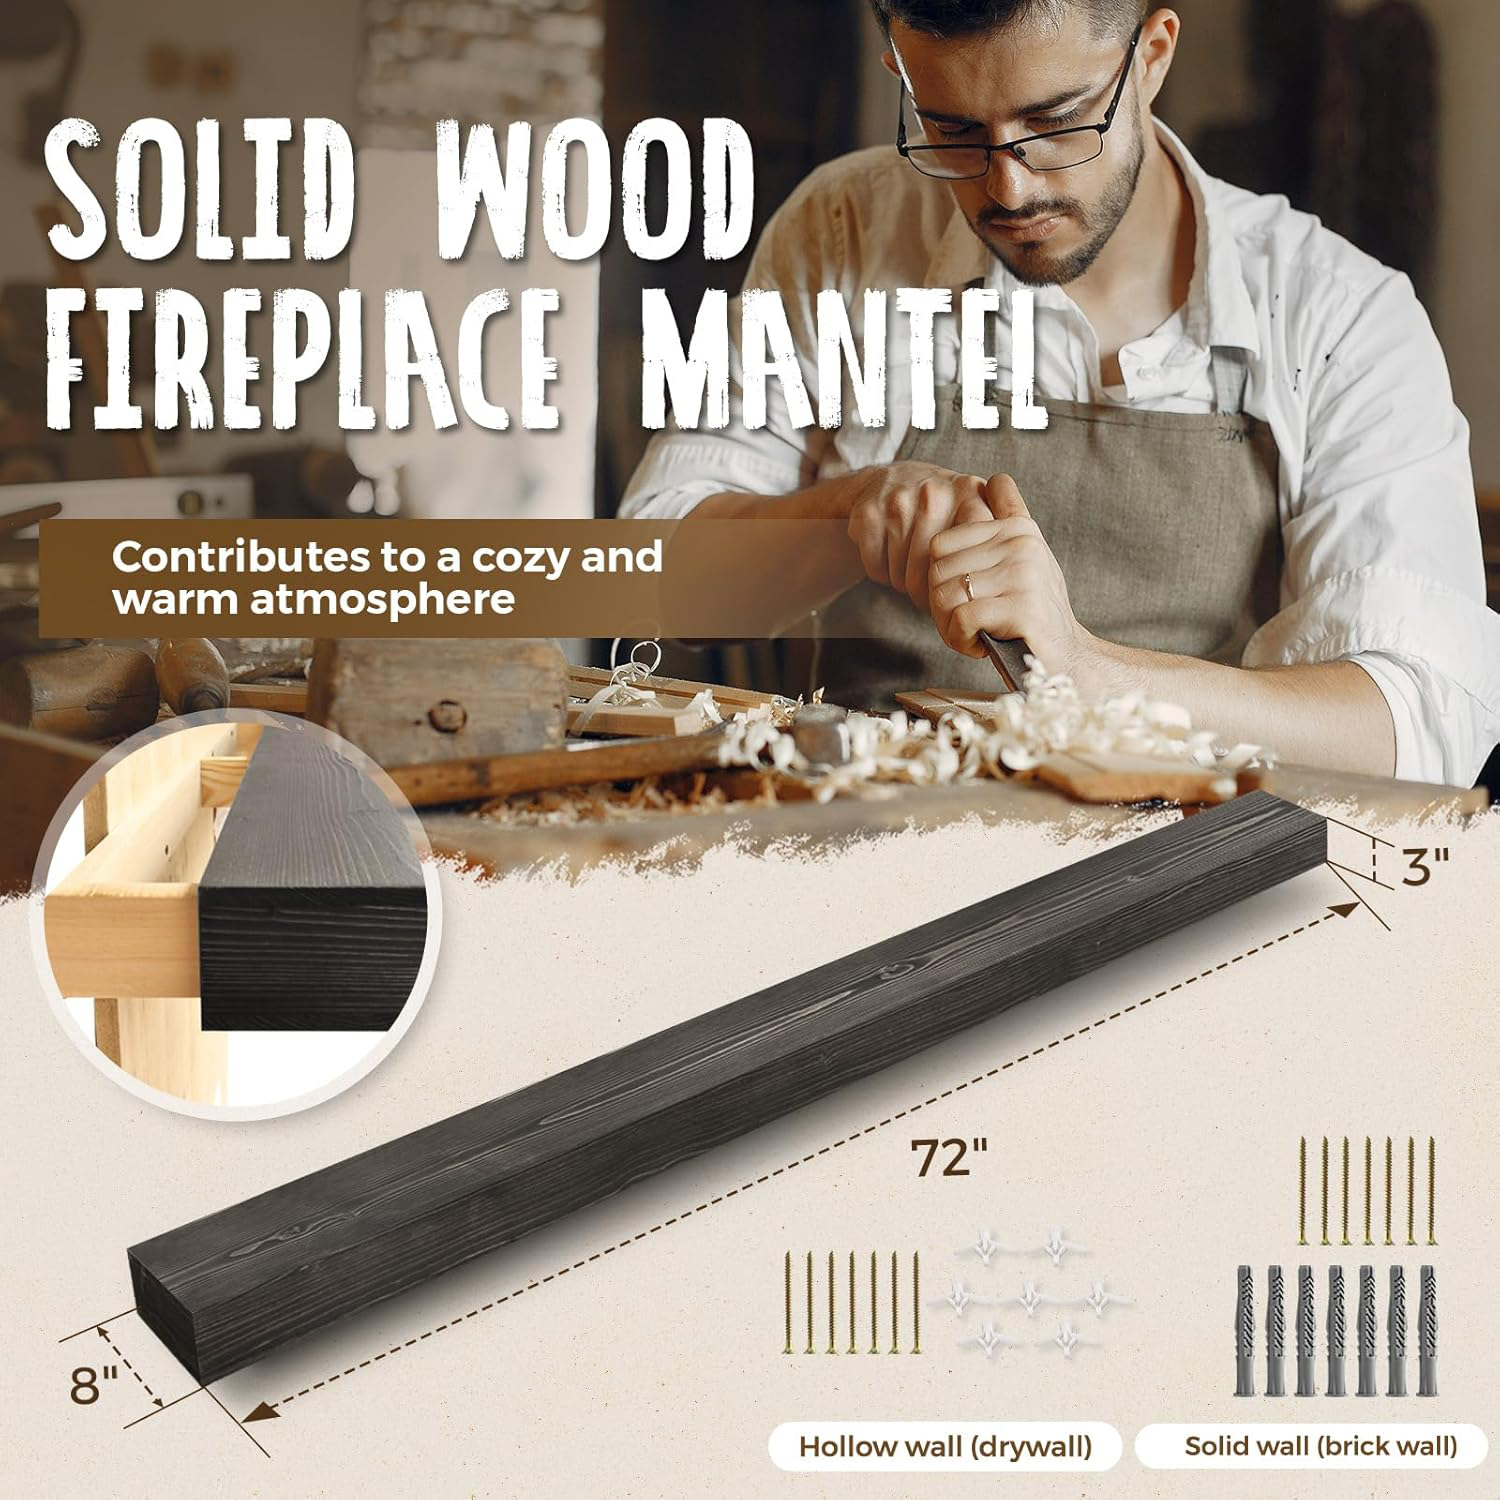 SOLID WOOD
FIREPLACE MANTEL
Contributes to a cozy and
warm atmosphere
3"
72"
8"
Hollow wall (drywall)
Solid wall (brick wall)